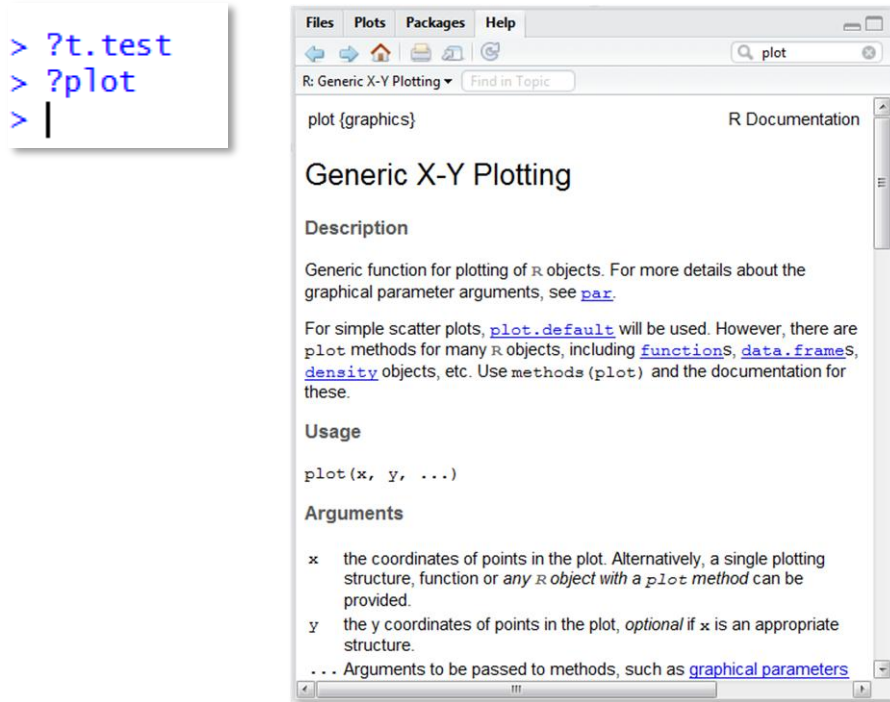 > ?t.test
> ?plot
>
Files Plots Packages Help
plot
R: Generic X-Y Plotting Find in Topic
plot {graphics} R Documentation
Generic X-Y Plotting
Description
Generic function for plotting of R objects. For more details about the
graphical parameter arguments, see par.
For simple scatter plots, plot.default will be used. However, there are
plot methods for many R objects, including functions, data.frames,
density objects, etc. Use methods(plot) and the documentation for
these.
Usage
plot(x, y, ...)
Arguments
x the coordinates of points in the plot. Alternatively, a single plotting
structure, function or any R object with a plot method can be
provided.
y the y coordinates of points in the plot, optional if x is an appropriate
structure.
... Arguments to be passed to methods, such as graphical parameters